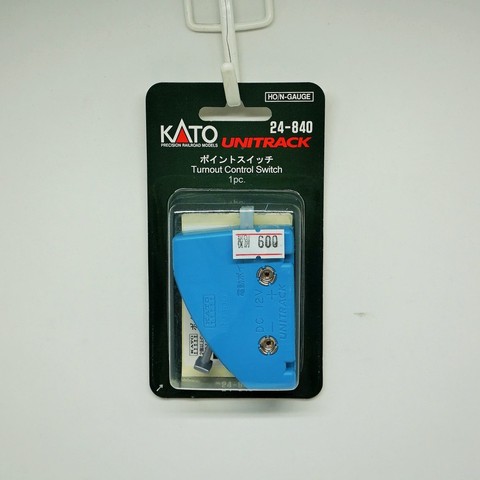 HO/N-GAUGE
24-840
KATO
PRECISION RAILROAD MODELS
UNITRACK
ポイントスイッチ
Turnout Control Switch
1pc.
600
DC 12V
UNITRACK
KATO